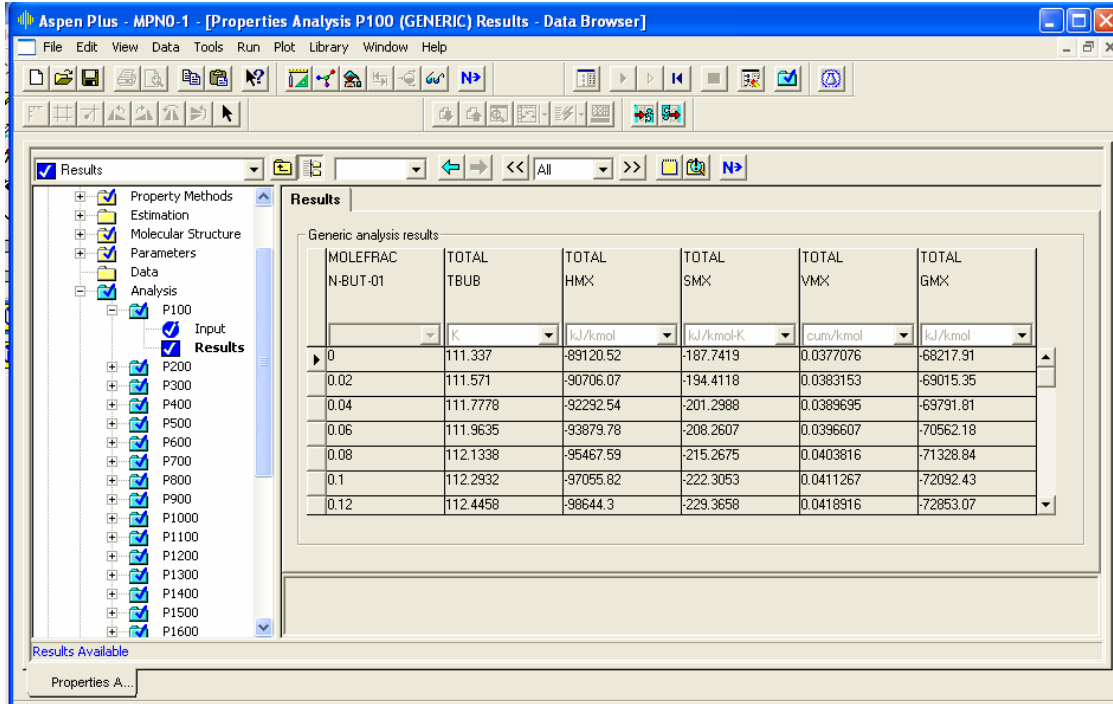 Aspen Plus - MPN0-1 - [Properties Analysis P100 (GENERIC) Results - Data Browser]
File Edit View Data Tools Run Plot Library Window Help
N>
Results All N>
Property Methods
Estimation
Molecular Structure
Parameters
Data
Analysis
P100
Input
Results
P200
P300
P400
P500
P600
P700
P800
P900
P1000
P1100
P1200
P1300
P1400
P1500
P1600
Results
Generic analysis results
MOLEFRAC TOTAL TOTAL TOTAL TOTAL TOTAL
N-BUT-01 TBUB HMX SMX VMX GMX
K kJ/kmol kJ/kmol-K cum/kmol kJ/kmol
0 111.337 -89120.52 -187.7419 0.0377076 -68217.91
0.02 111.571 -90706.07 -194.4118 0.0383153 -69015.35
0.04 111.7778 -92292.54 -201.2988 0.0389695 -69791.81
0.06 111.9635 -93879.78 -208.2607 0.0396607 -70562.18
0.08 112.1338 -95467.59 -215.2675 0.0403816 -71328.84
0.1 112.2932 -97055.82 -222.3053 0.0411267 -72092.43
0.12 112.4458 -98644.3 -229.3658 0.0418916 -72853.07
Results Available
Properties A...